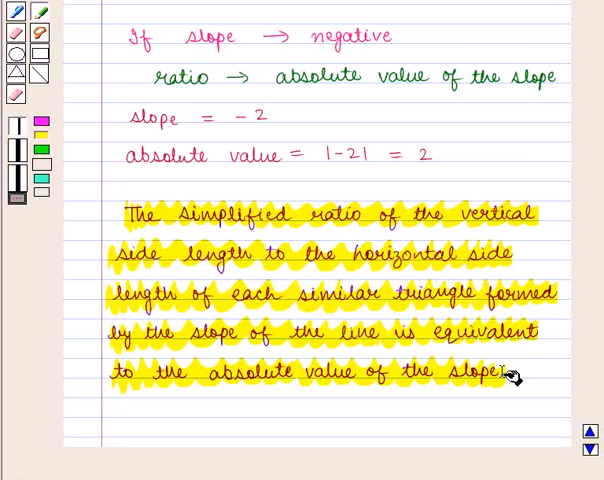 If slope → negative
ratio → absolute value of the slope
slope = -2
absolute value = |-2| = 2
The simplified ratio of the vertical
side length to the horizontal side
length of each similar triangle formed
by the slope of the line is equivalent
to the absolute value of the slope